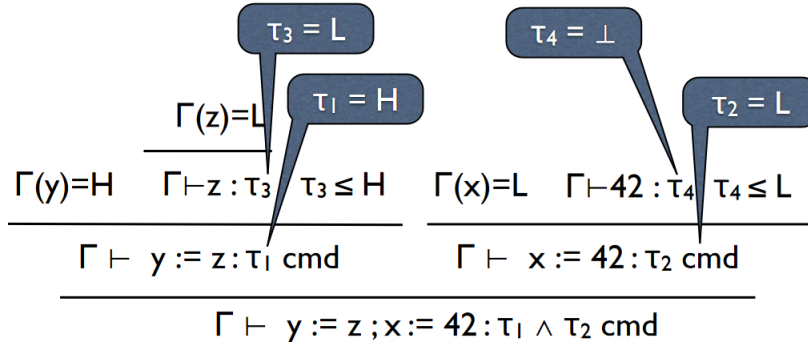 τ₃ = L
τ₄ = ⊥
τ₁ = H
τ₂ = L
Γ(z)=L
Γ(y)=H Γ⊢z : τ₃ τ₃ ≤ H Γ(x)=L Γ⊢42 : τ₄ τ₄ ≤ L
Γ ⊢ y := z : τ₁ cmd Γ ⊢ x := 42 : τ₂ cmd
Γ ⊢ y := z ; x := 42 : τ₁ ∧ τ₂ cmd